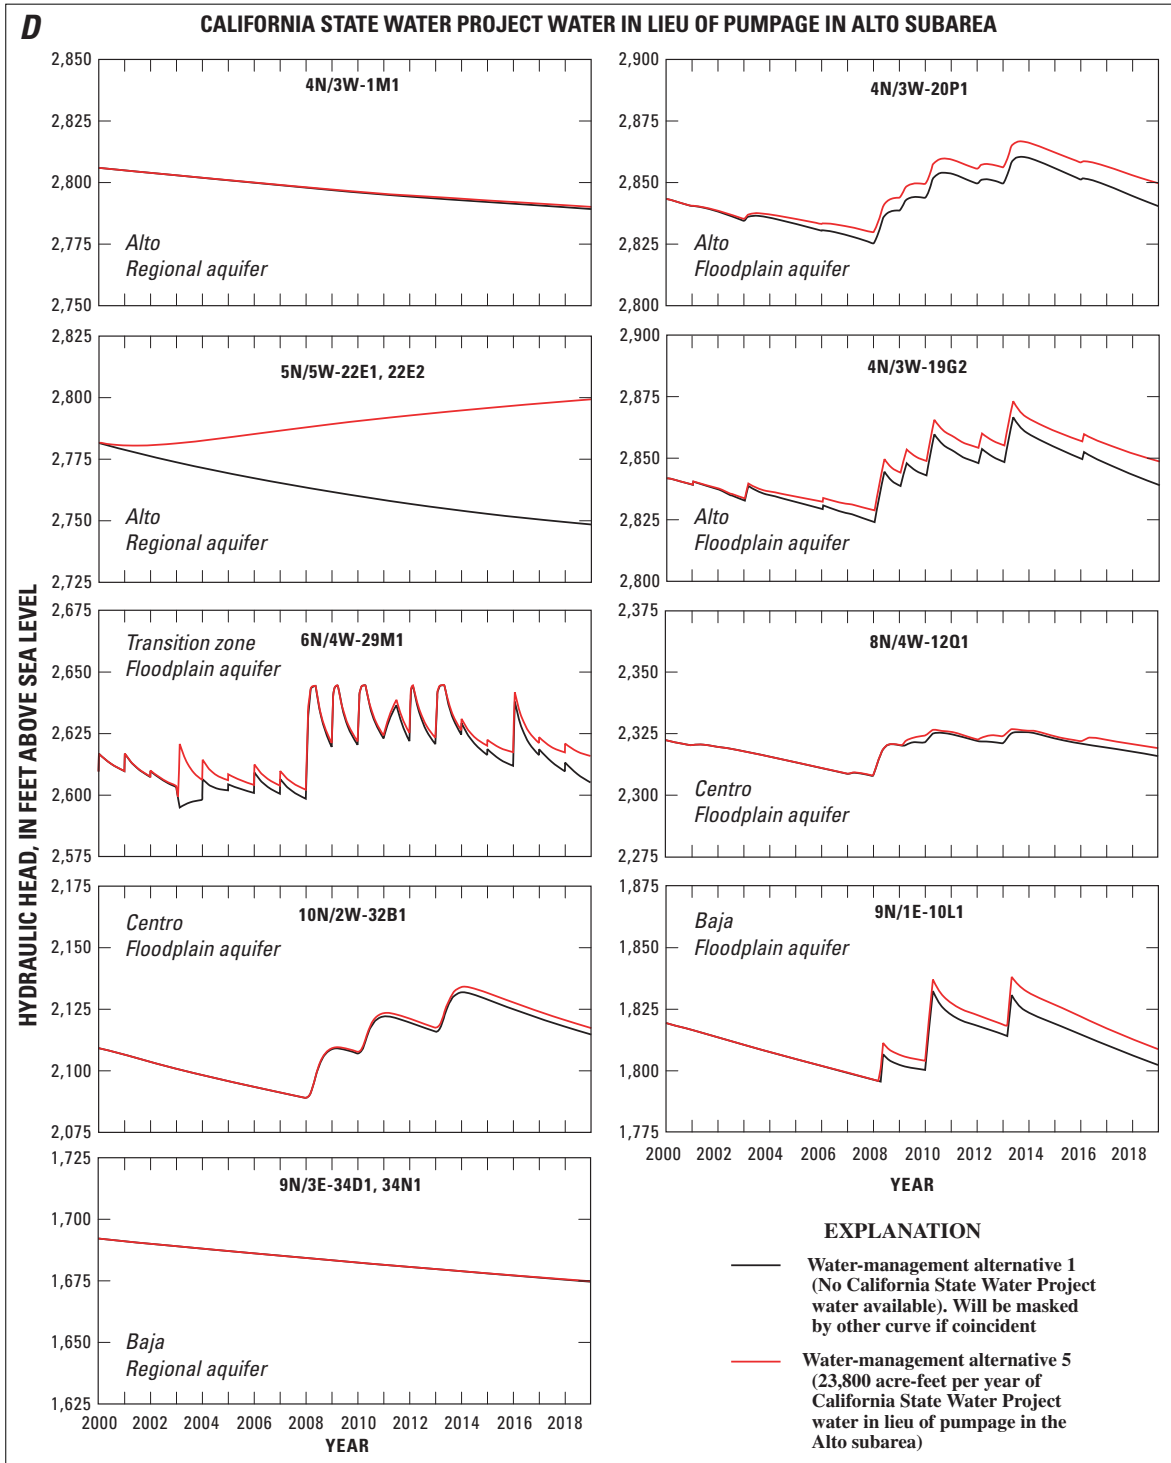 D
CALIFORNIA STATE WATER PROJECT WATER IN LIEU OF PUMPAGE IN ALTO SUBAREA
HYDRAULIC HEAD, IN FEET ABOVE SEA LEVEL
2,850
2,825
2,800
2,775
2,750
4N/3W-1M1
Alto
Regional aquifer
2,900
2,875
2,850
2,825
2,800
4N/3W-20P1
Alto
Floodplain aquifer
2,825
2,800
2,775
2,750
2,725
5N/5W-22E1, 22E2
Alto
Regional aquifer
2,900
2,875
2,850
2,825
2,800
4N/3W-19G2
Alto
Floodplain aquifer
2,675
2,650
2,625
2,600
2,575
Transition zone
Floodplain aquifer
6N/4W-29M1
2,375
2,350
2,325
2,300
2,275
8N/4W-12Q1
Centro
Floodplain aquifer
2,175
2,150
2,125
2,100
2,075
Centro
Floodplain aquifer
10N/2W-32B1
1,875
1,850
1,825
1,800
1,775
Baja
Floodplain aquifer
9N/1E-10L1
2000 2002 2004 2006 2008 2010 2012 2014 2016 2018
YEAR
1,725
1,700
1,675
1,650
1,625
9N/3E-34D1, 34N1
Baja
Regional aquifer
2000 2002 2004 2006 2008 2010 2012 2014 2016 2018
YEAR
EXPLANATION
Water-management alternative 1
(No California State Water Project
water available). Will be masked
by other curve if coincident
Water-management alternative 5
(23,800 acre-feet per year of
California State Water Project
water in lieu of pumpage in the
Alto subarea)